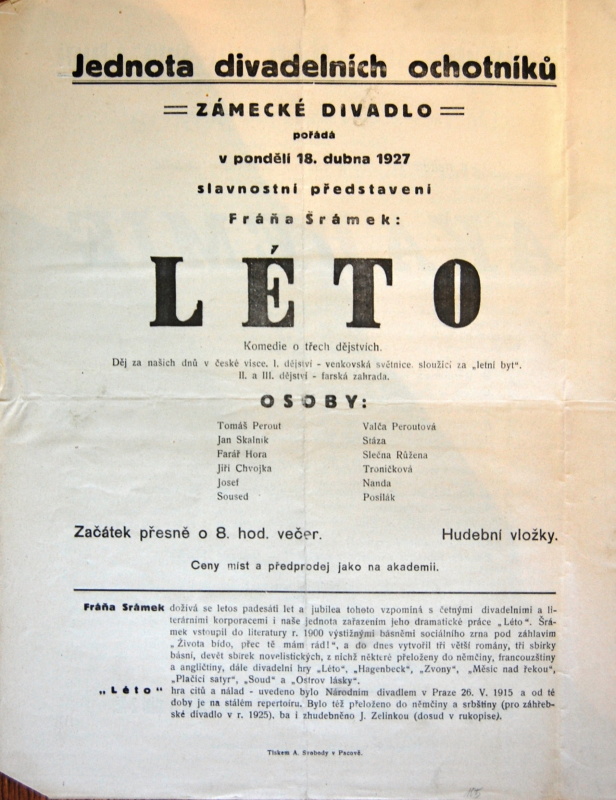 Jednota divadelních ochotníků
ZÁMECKÉ DIVADLO
pořádá
v pondělí 18. dubna 1927
slavnostní představení
Fráňa Šrámek:
LÉTO
Komedie o třech dějstvích.
Děj za našich dnů v české vísce. I. dějství - venkovská světnice, sloužící za „letní byt“.
II. a III. dějství - farská zahrada.
OSOBY:
Tomáš Perout Valča Peroutová
Jan Skalník Stáza
Farář Hora Slečna Růžena
Jiří Chvojka Troníčková
Josef Nanda
Soused Posilák
Začátek přesně o 8. hod. večer. Hudební vložky.
Ceny míst a předprodej jako na akademii.
Fráňa Srámek dožívá se letos padesáti let a jubilea tohoto vzpomíná s četnými divadelními a li-
terárními korporacemi i naše jednota zařazením jeho dramatické práce „Léto“. Šrá-
mek vstoupil do literatury r. 1900 výstižnými básněmi sociálního zrna pod záhlavím
„Života bído, přec tě mám rád!“, a do dnes vytvořil tři větší romány, tři sbírky
básní, devět sbírek novelistických, z nichž některé přeloženy do němčiny, francouzštiny
a angličtiny, dále divadelní hry „Léto“, „Hagenbeck“, „Zvony“, „Měsíc nad řekou“,
„Plačící satyr“, „Soud“ a „Ostrov lásky“.
„Léto“ hra citů a nálad - uvedeno bylo Národním divadlem v Praze 26. V. 1915 a od té
doby je na stálém repertoiru. Bylo též přeloženo do němčiny a srbštiny (pro záhřeb-
ské divadlo v r. 1925). ba i zhudebněno J. Zelinkou (dosud v rukopise).
Tiskem A. Svobody v Pacově.